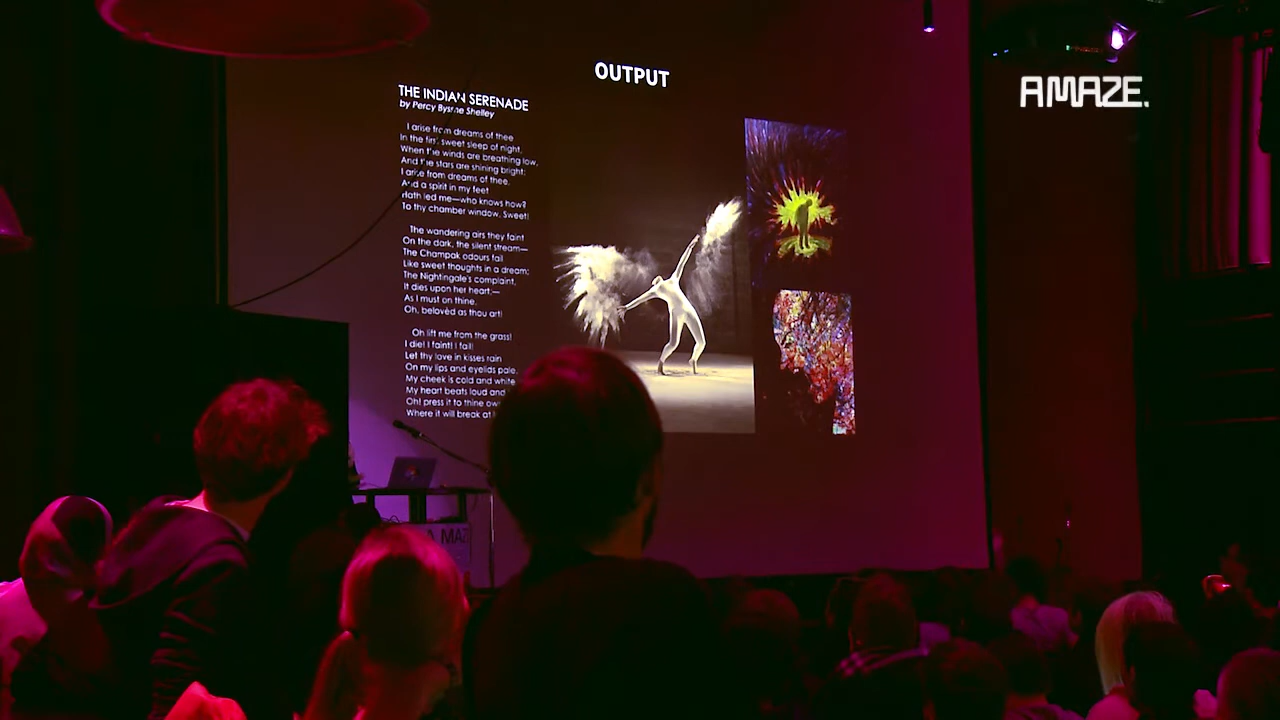 OUTPUT
AMAZE.
THE INDIAN SERENADE
by Percy Bysshe Shelley
I arise from dreams of thee
In the first sweet sleep of night,
When the winds are breathing low,
And the stars are shining bright:
I arise from dreams of thee,
And a spirit in my feet
Hath led me—who knows how?
To thy chamber window, Sweet!
The wandering airs they faint
On the dark, the silent stream—
The Champak odours fail
Like sweet thoughts in a dream;
The Nightingale's complaint,
It dies upon her heart;—
As I must on thine,
Oh, belovèd as thou art!
Oh lift me from the grass!
I die! I faint! I fail!
Let thy love in kisses rain
On my lips and eyelids pale.
My cheek is cold and white
My heart beats loud and
Oh! press it to thine
Where it will break at
A MAZ